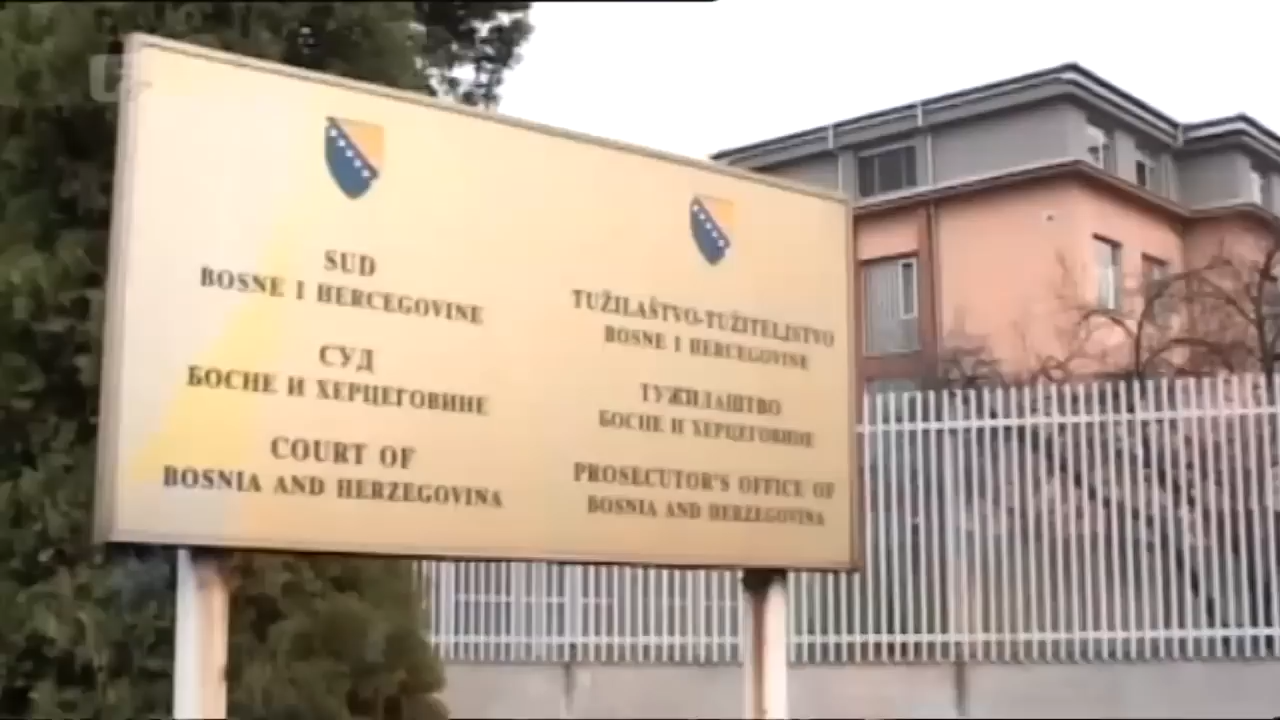 SUD
BOSNE I HERCEGOVINE
СУД
БОСНЕ И ХЕРЦЕГОВИНЕ
COURT OF
BOSNIA AND HERZEGOVINA
TUŽILAŠTVO-TUŽITELJSTVO
BOSNE I HERCEGOVINE
ТУЖИЛАШТВО
БОСНЕ И ХЕРЦЕГОВИНЕ
PROSECUTOR'S OFFICE OF
BOSNIA AND HERZEGOVINA